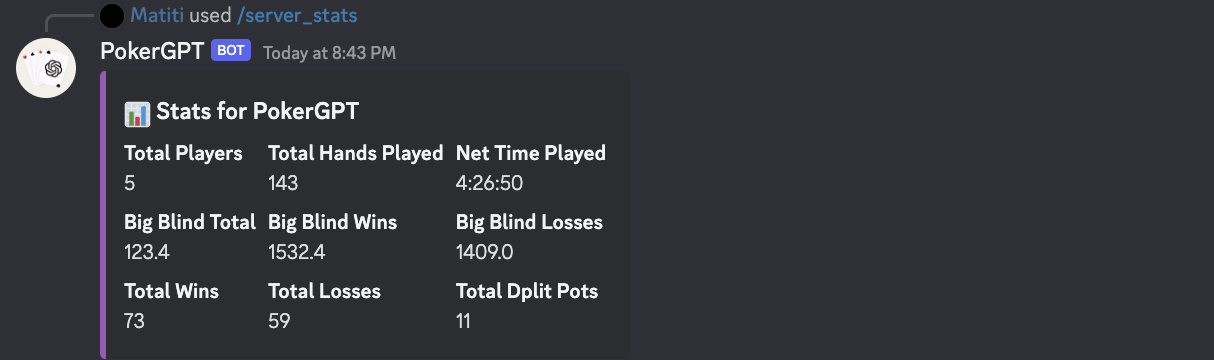 Matiti used /server_stats
PokerGPT BOT Today at 8:43 PM
Stats for PokerGPT
Total Players Total Hands Played Net Time Played
5 143 4:26:50
Big Blind Total Big Blind Wins Big Blind Losses
123.4 1532.4 1409.0
Total Wins Total Losses Total Dplit Pots
73 59 11